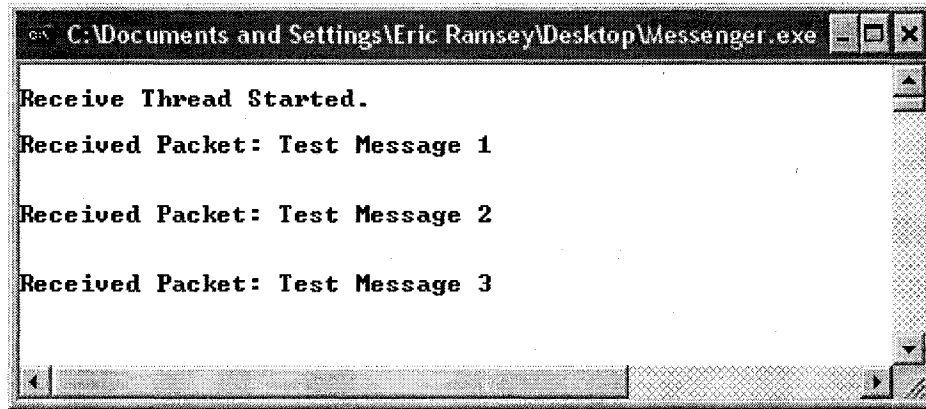 C:\Documents and Settings\Eric Ramsey\Desktop\Messenger.exe
Receive Thread Started.
Received Packet: Test Message 1
Received Packet: Test Message 2
Received Packet: Test Message 3